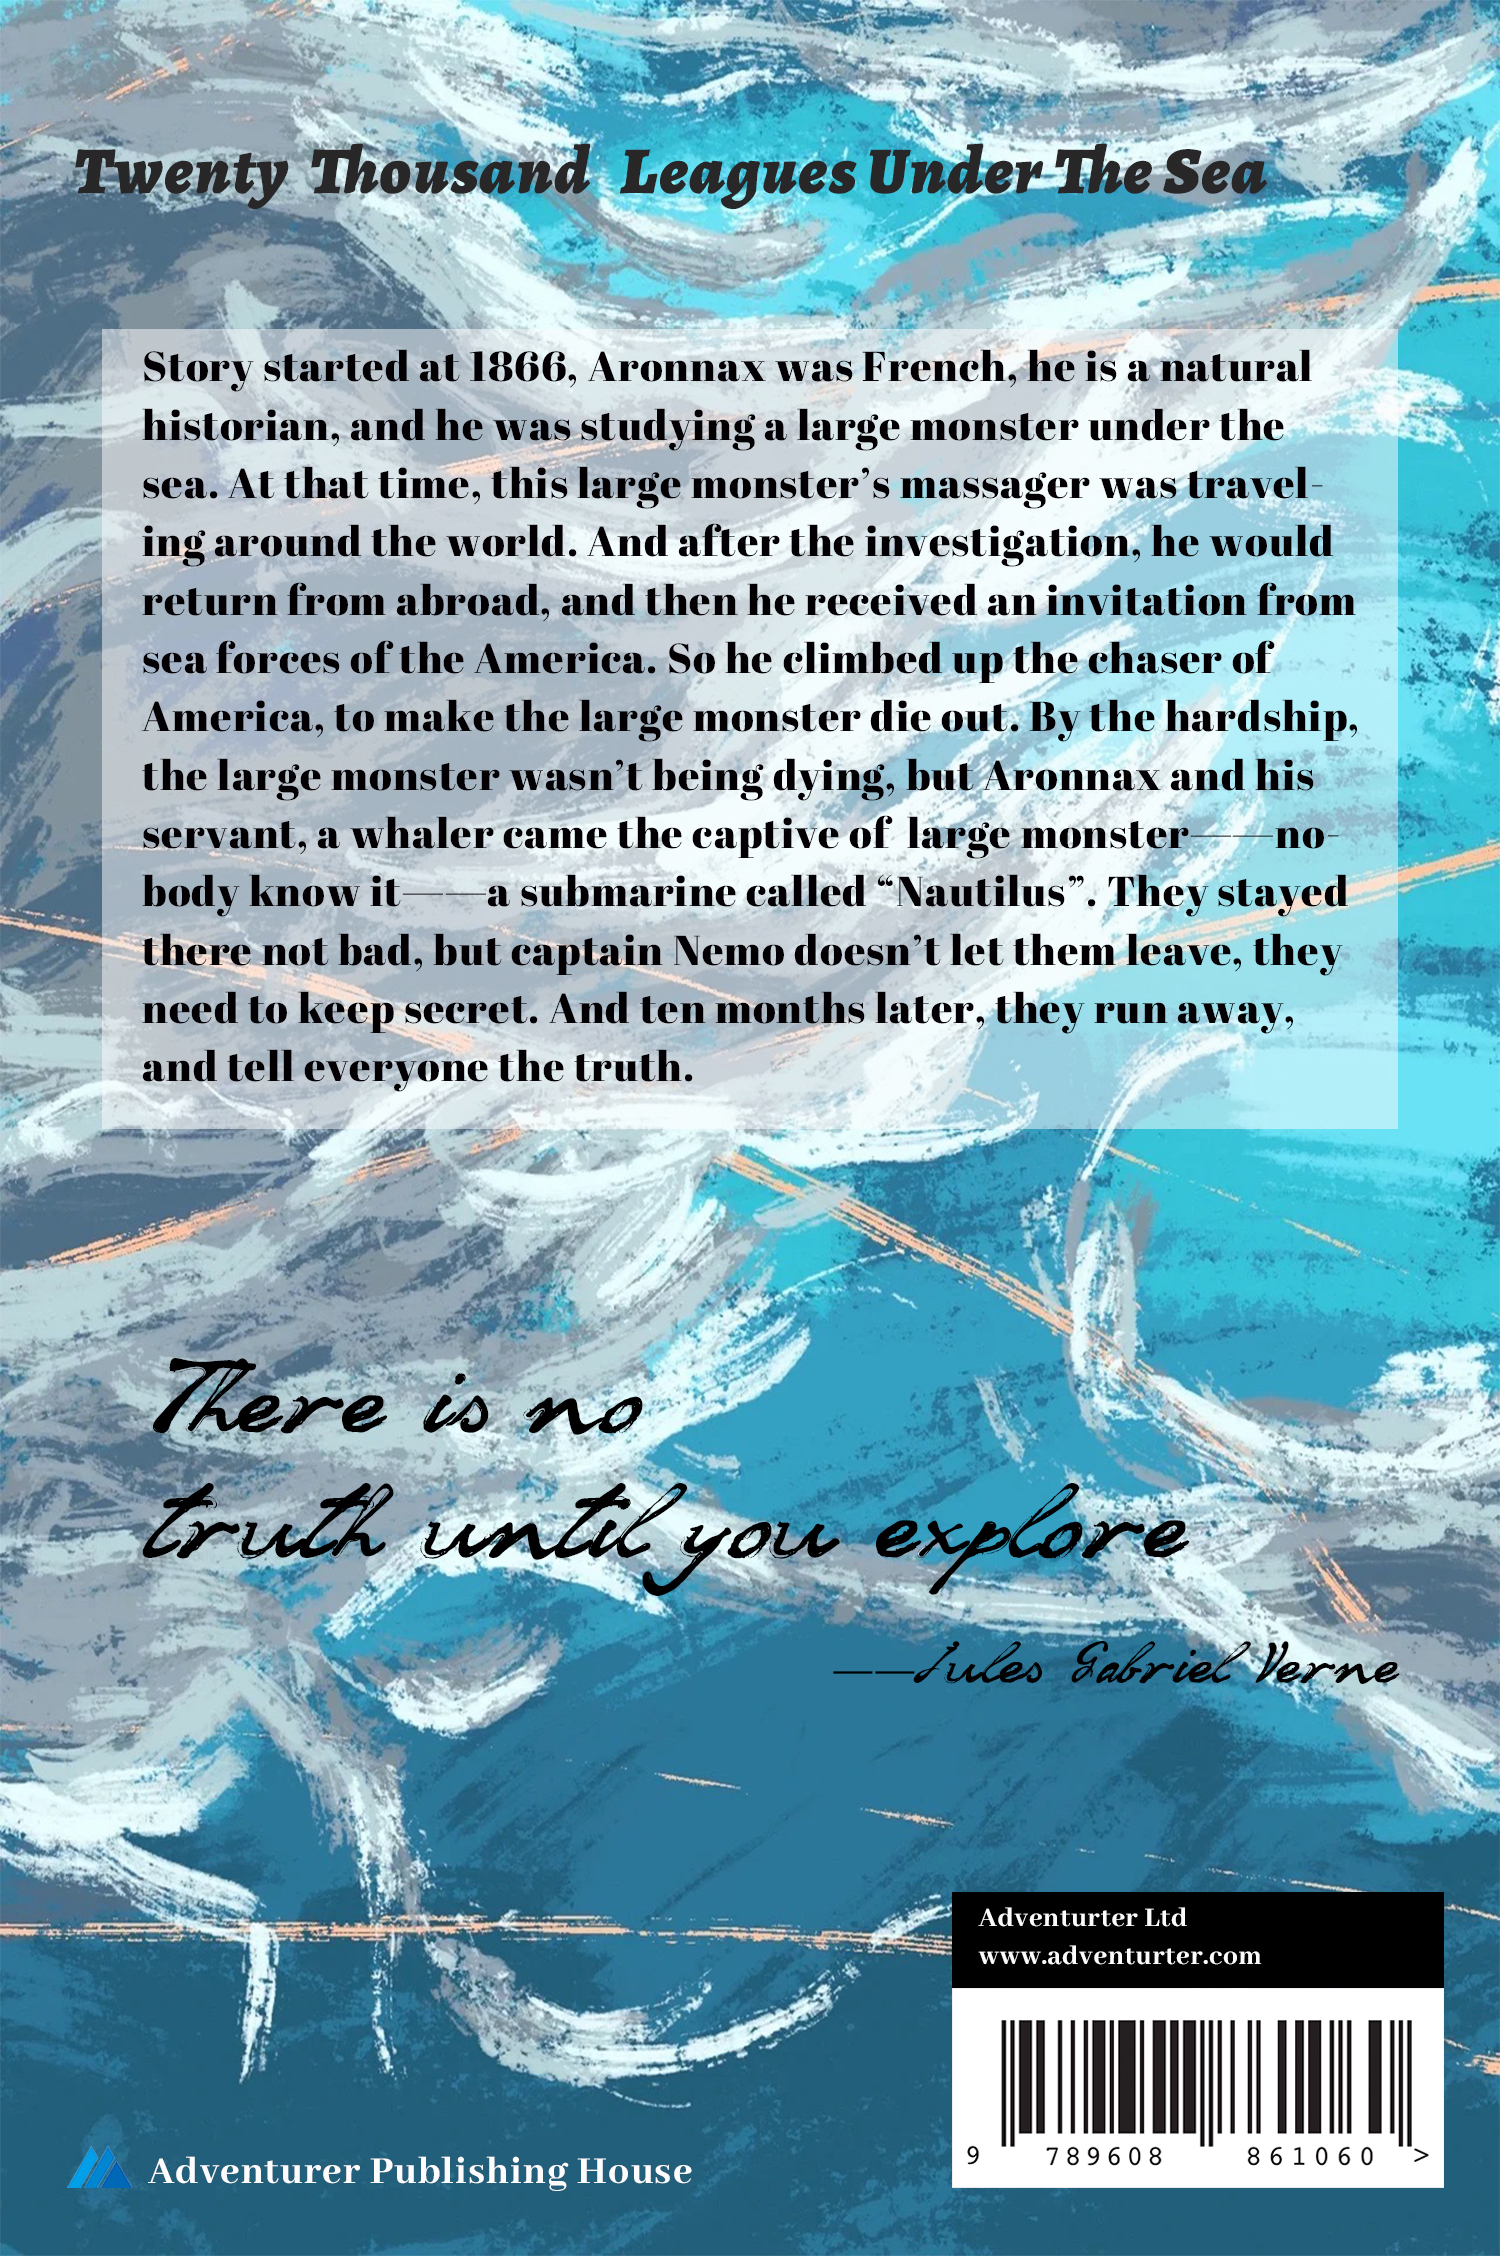 Twenty Thousand Leagues Under The Sea
Story started at 1866, Aronnax was French, he is a natural
historian, and he was studying a large monster under the
sea. At that time, this large monster’s massager was travel-
ing around the world. And after the investigation, he would
return from abroad, and then he received an invitation from
sea forces of the America. So he climbed up the chaser of
America, to make the large monster die out. By the hardship,
the large monster wasn’t being dying, but Aronnax and his
servant, a whaler came the captive of large monster——no-
body know it——a submarine called “Nautilus”. They stayed
there not bad, but captain Nemo doesn’t let them leave, they
need to keep secret. And ten months later, they run away,
and tell everyone the truth.
There is no
truth until you explore
——Jules Gabriel Verne
Adventurter Ltd
www.adventurter.com
9 789608 861060 >
Adventurer Publishing House